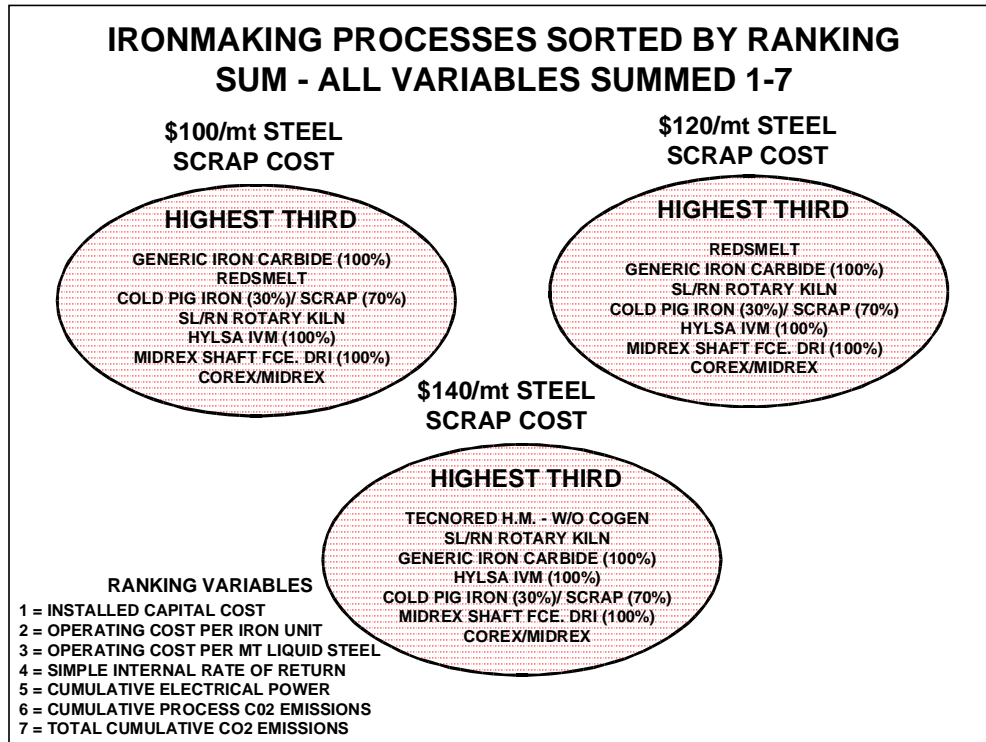 IRONMAKING PROCESSES SORTED BY RANKING
SUM - ALL VARIABLES SUMMED 1-7
$100/mt STEEL
SCRAP COST
HIGHEST THIRD
GENERIC IRON CARBIDE (100%)
REDSMELT
COLD PIG IRON (30%)/ SCRAP (70%)
SL/RN ROTARY KILN
HYLSA IVM (100%)
MIDREX SHAFT FCE. DRI (100%)
COREX/MIDREX
$120/mt STEEL
SCRAP COST
HIGHEST THIRD
REDSMELT
GENERIC IRON CARBIDE (100%)
SL/RN ROTARY KILN
COLD PIG IRON (30%)/ SCRAP (70%)
HYLSA IVM (100%)
MIDREX SHAFT FCE. DRI (100%)
COREX/MIDREX
$140/mt STEEL
SCRAP COST
HIGHEST THIRD
TECNORED H.M. - W/O COGEN
SL/RN ROTARY KILN
GENERIC IRON CARBIDE (100%)
HYLSA IVM (100%)
COLD PIG IRON (30%)/ SCRAP (70%)
MIDREX SHAFT FCE. DRI (100%)
COREX/MIDREX
RANKING VARIABLES
1 = INSTALLED CAPITAL COST
2 = OPERATING COST PER IRON UNIT
3 = OPERATING COST PER MT LIQUID STEEL
4 = SIMPLE INTERNAL RATE OF RETURN
5 = CUMULATIVE ELECTRICAL POWER
6 = CUMULATIVE PROCESS C02 EMISSIONS
7 = TOTAL CUMULATIVE CO2 EMISSIONS